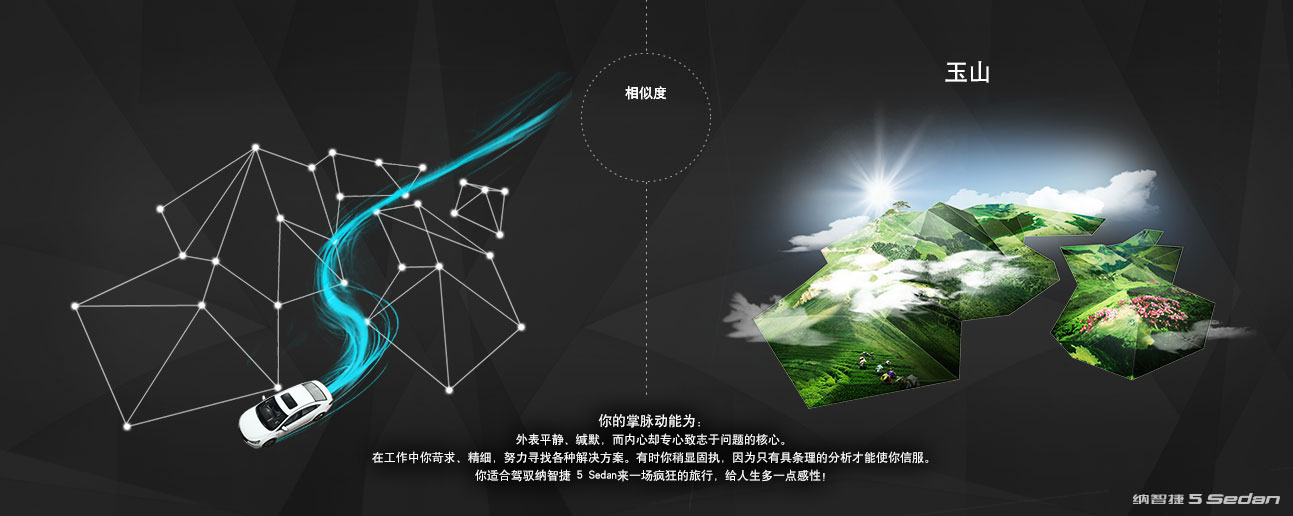 相似度
玉山
你的掌脉动能为:
外表平静、缄默，而内心却专心致志于问题的核心。
在工作中你苛求、精细，努力寻找各种解决方案。有时你稍显固执，因为只有具条理的分析才能使你信服。
你适合驾驭纳智捷 5 Sedan来一场疯狂的旅行，给人生多一点感性!
纳智捷 5 Sedan